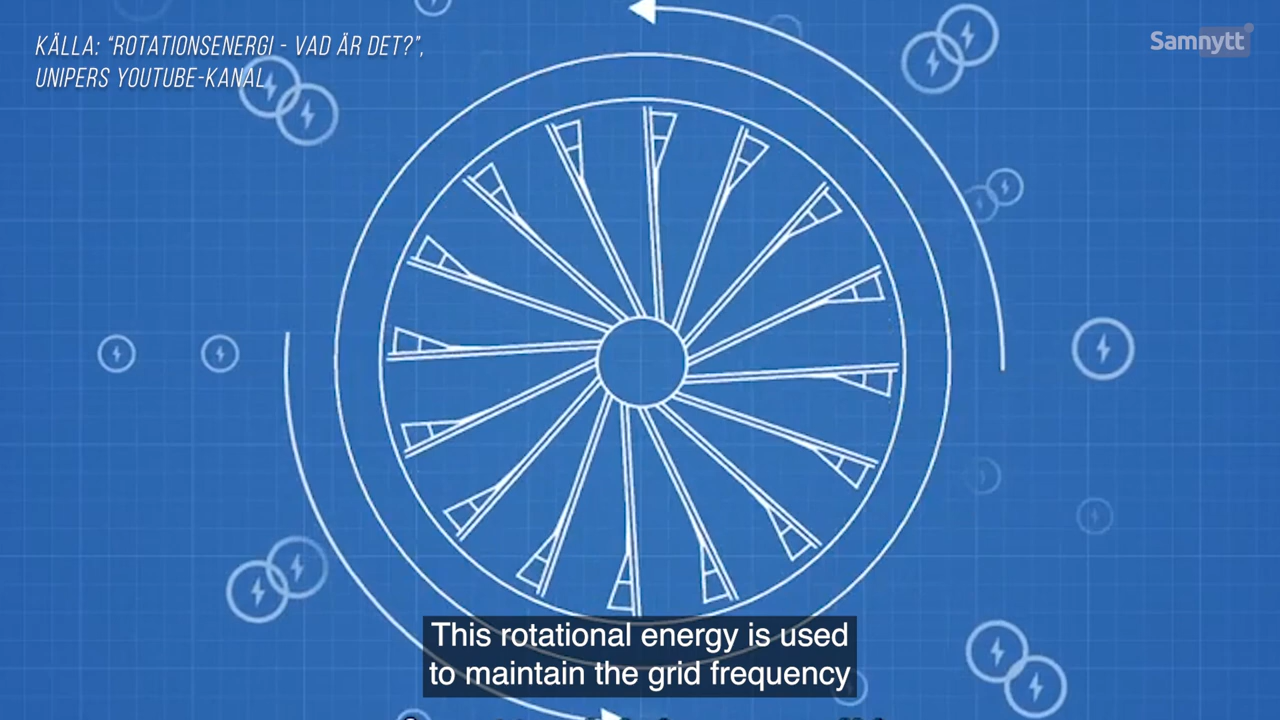 KÄLLA: “ROTATIONSENERGI - VAD ÄR DET?”,
UNIPERS YOUTUBE-KANAL
Samnytt
This rotational energy is used
to maintain the grid frequency